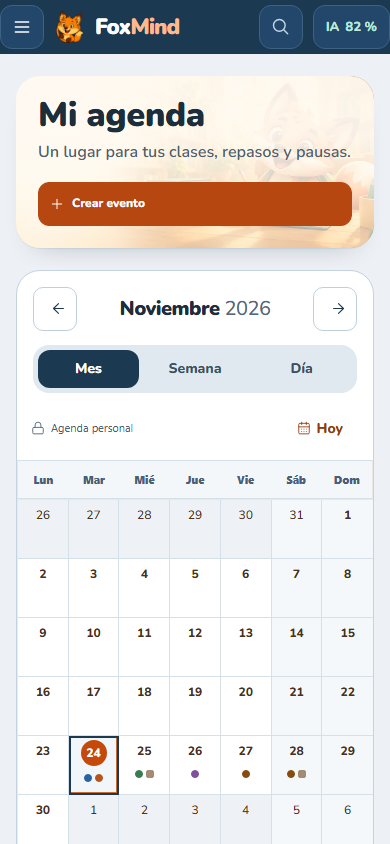 FoxMind
IA 82 %
Mi agenda
Un lugar para tus clases, repasos y pausas.
Crear evento
Noviembre 2026
Mes Semana Día
Agenda personal
Hoy
Lun Mar Mié Jue Vie Sáb Dom
26 27 28 29 30 31 1
2 3 4 5 6 7 8
9 10 11 12 13 14 15
16 17 18 19 20 21 22
23 24 25 26 27 28 29
30 1 2 3 4 5 6